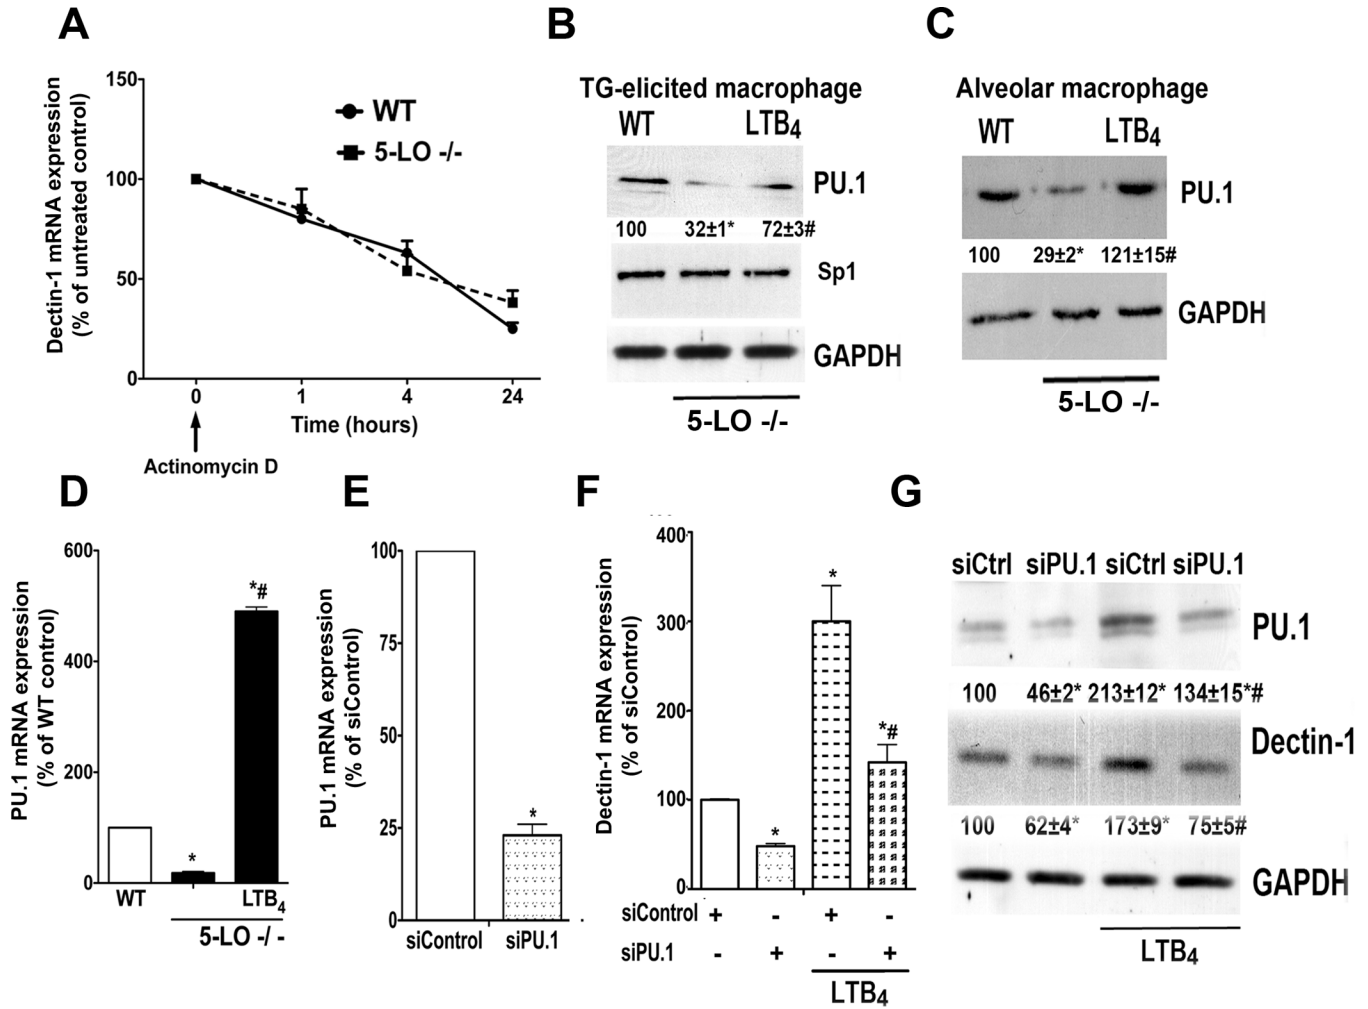 A
Dectin-1 mRNA expression
(% of untreated control)
150
100
50
0
WT
5-LO -/-
0 1 4 24
Time (hours)
Actinomycin D
B
TG-elicited macrophage
WT LTB4
PU.1
100 32±1* 72±3#
Sp1
GAPDH
5-LO -/-
C
Alveolar macrophage
WT LTB4
PU.1
100 29±2* 121±15#
GAPDH
5-LO -/-
D
PU.1 mRNA expression
(% of WT control)
600
400
200
0
*
*#
WT LTB4
5-LO -/-
E
PU.1 mRNA expression
(% of siControl)
100
75
50
25
0
*
siControl siPU.1
F
Dectin-1 mRNA expression
(% of siControl)
400
300
200
100
0
*
*
*#
siControl + - + -
siPU.1 - + - +
LTB4
G
siCtrl siPU.1 siCtrl siPU.1
PU.1
100 46±2* 213±12* 134±15*#
Dectin-1
100 62±4* 173±9* 75±5#
GAPDH
LTB4